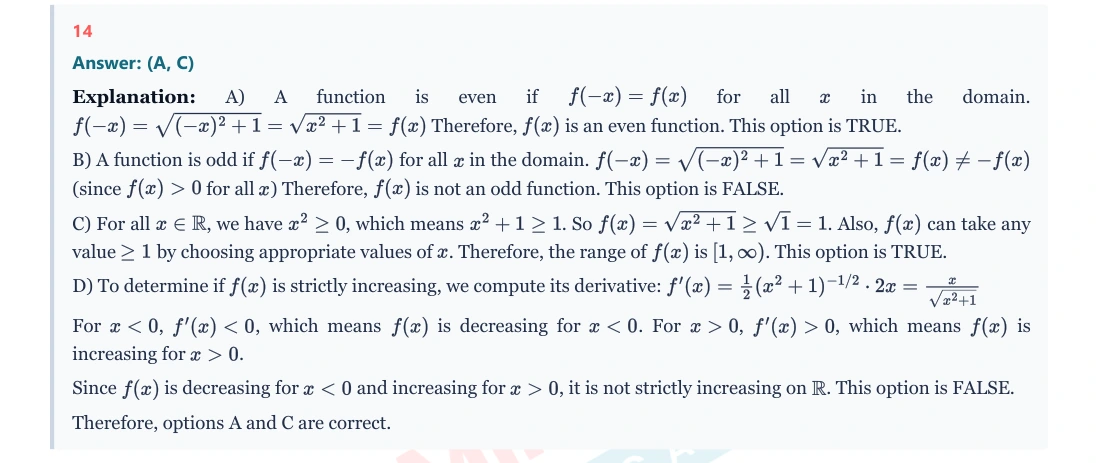 14
Answer: (A, C)
Explanation: A) A function is even if f(−x) = f(x) for all x in the domain.
f(−x) = √((−x)² + 1) = √(x² + 1) = f(x) Therefore, f(x) is an even function. This option is TRUE.
B) A function is odd if f(−x) = −f(x) for all x in the domain. f(−x) = √((−x)² + 1) = √(x² + 1) = f(x) ≠ −f(x)
(since f(x) > 0 for all x) Therefore, f(x) is not an odd function. This option is FALSE.
C) For all x ∈ ℝ, we have x² ≥ 0, which means x² + 1 ≥ 1. So f(x) = √(x² + 1) ≥ √1 = 1. Also, f(x) can take any
value ≥ 1 by choosing appropriate values of x. Therefore, the range of f(x) is [1, ∞). This option is TRUE.
D) To determine if f(x) is strictly increasing, we compute its derivative: f′(x) = ½(x² + 1)^(−1/2) · 2x = x/√(x²+1)
For x < 0, f′(x) < 0, which means f(x) is decreasing for x < 0. For x > 0, f′(x) > 0, which means f(x) is
increasing for x > 0.
Since f(x) is decreasing for x < 0 and increasing for x > 0, it is not strictly increasing on ℝ. This option is FALSE.
Therefore, options A and C are correct.